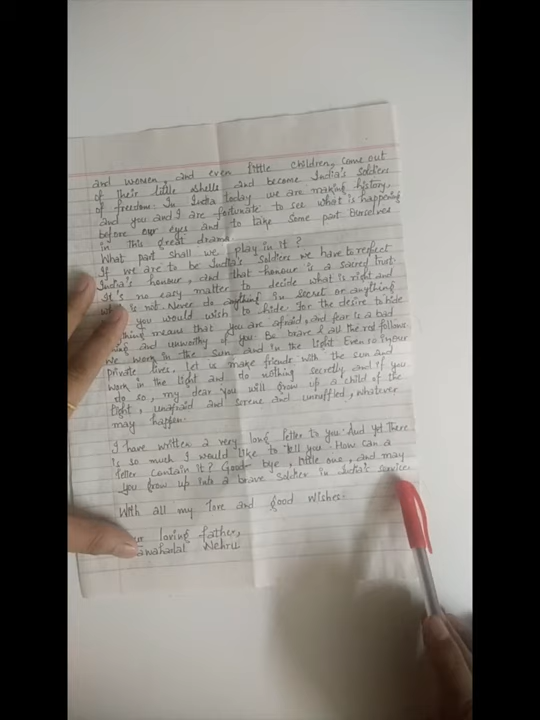 and women, and even little children, come out
of their little shells and become India's soldiers
of freedom. In India today we are making history
and you and I are fortunate to see what is happening
before our eyes and to take some part ourselves
in this great drama.
What part shall we play in it?
If we are to be India's soldiers we have to respect
India's honour, and that honour is a sacred trust.
It's no easy matter to decide what is right and
is not. Never do anything in secret or anything
you would wish to hide. For the desire to hide
thing means that you are afraid, and fear is a bad
and unworthy of you. Be brave & all the rest follows.
We work in the sun, and in the light. Even so in our
private lives, let us make friends with the sun and
work in the light and do nothing secretly and if you
do so, my dear you will grow up a child of the
light, unafraid and serene and unruffled, whatever
may happen.
I have written a very long letter to you. And yet there
is so much I would like to tell you. How can a
letter contain it? Good-bye, little one, and may
you grow up into a brave soldier in India's service
With all my love and good wishes-
loving father,
Jawaharlal Nehru